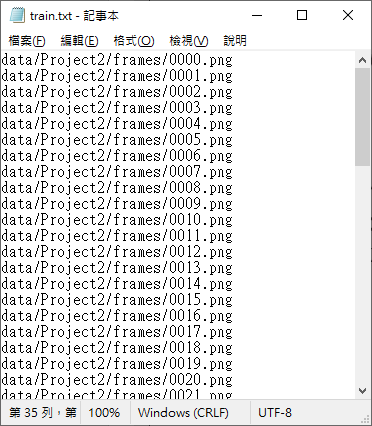 train.txt - 記事本
檔案(F) 編輯(E) 格式(O) 檢視(V) 說明
data/Project2/frames/0000.png
data/Project2/frames/0001.png
data/Project2/frames/0002.png
data/Project2/frames/0003.png
data/Project2/frames/0004.png
data/Project2/frames/0005.png
data/Project2/frames/0006.png
data/Project2/frames/0007.png
data/Project2/frames/0008.png
data/Project2/frames/0009.png
data/Project2/frames/0010.png
data/Project2/frames/0011.png
data/Project2/frames/0012.png
data/Project2/frames/0013.png
data/Project2/frames/0014.png
data/Project2/frames/0015.png
data/Project2/frames/0016.png
data/Project2/frames/0017.png
data/Project2/frames/0018.png
data/Project2/frames/0019.png
data/Project2/frames/0020.png
data/Project2/frames/0021.png
第 35 列，第 100% Windows (CRLF) UTF-8